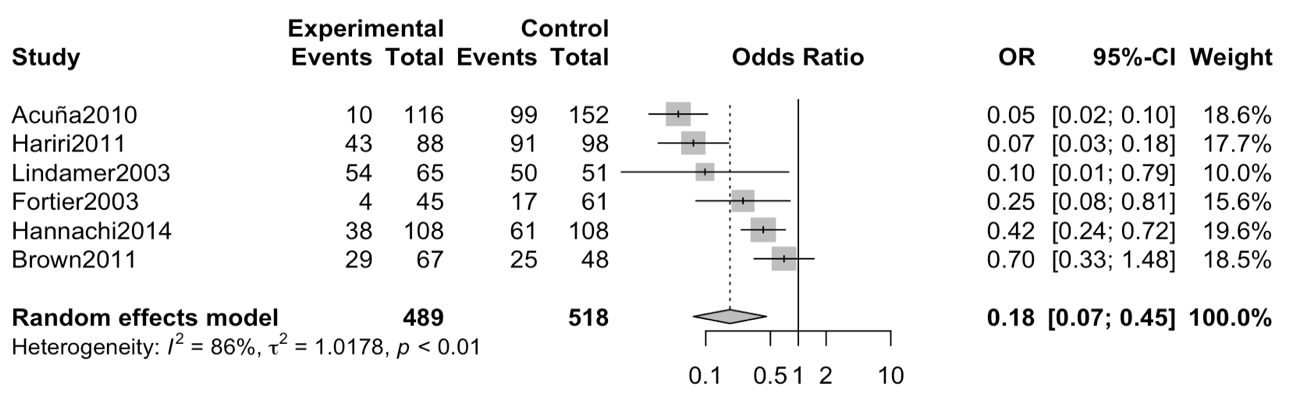 Experimental Control
Study Events Total Events Total Odds Ratio OR 95%-CI Weight
Acuña2010 10 116 99 152 0.05 [0.02; 0.10] 18.6%
Hariri2011 43 88 91 98 0.07 [0.03; 0.18] 17.7%
Lindamer2003 54 65 50 51 0.10 [0.01; 0.79] 10.0%
Fortier2003 4 45 17 61 0.25 [0.08; 0.81] 15.6%
Hannachi2014 38 108 61 108 0.42 [0.24; 0.72] 19.6%
Brown2011 29 67 25 48 0.70 [0.33; 1.48] 18.5%
Random effects model 489 518 0.18 [0.07; 0.45] 100.0%
Heterogeneity: I² = 86%, τ² = 1.0178, p < 0.01
0.1 0.5 1 2 10